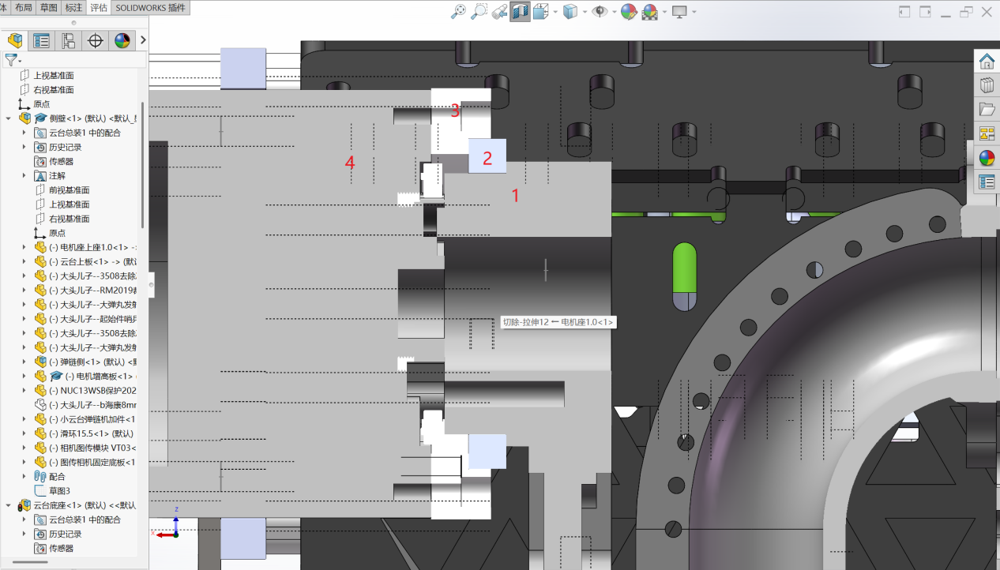 体 布局 草图 标注 评估 SOLIDWORKS 插件
上视基准面
右视基准面
原点
侧壁<1> (默认) <默认_
云台总装1 中的配合
历史记录
传感器
注解
前视基准面
上视基准面
右视基准面
原点
(-) 电机座上座1.0<1> ->
(-) 云台上板<1> -> (默
(-) 大头儿子--3508去除
(-) 大头儿子--RM2019
(-) 大头儿子--大弹丸发射
(-) 大头儿子--起始件哨
(-) 大头儿子--3508去除
(-) 大头儿子--大弹丸发射
(-) 弹链侧<1> (默认) <
(-) 电机增高板<1>
(-) NUC13WSB保护202
(-) 大头儿子--b海康8m
(-) 小云台弹链机加件<1
(-) 滑环15.5<1> (默认)
(-) 相机图传模块 VT03<
(-) 图传相机固定底板<1
配合
草图3
云台底座<1> (默认) <<默认
云台总装1 中的配合
历史记录
传感器
3
4
2
1
切除-拉伸12 ← 电机座1.0<1>
z
x